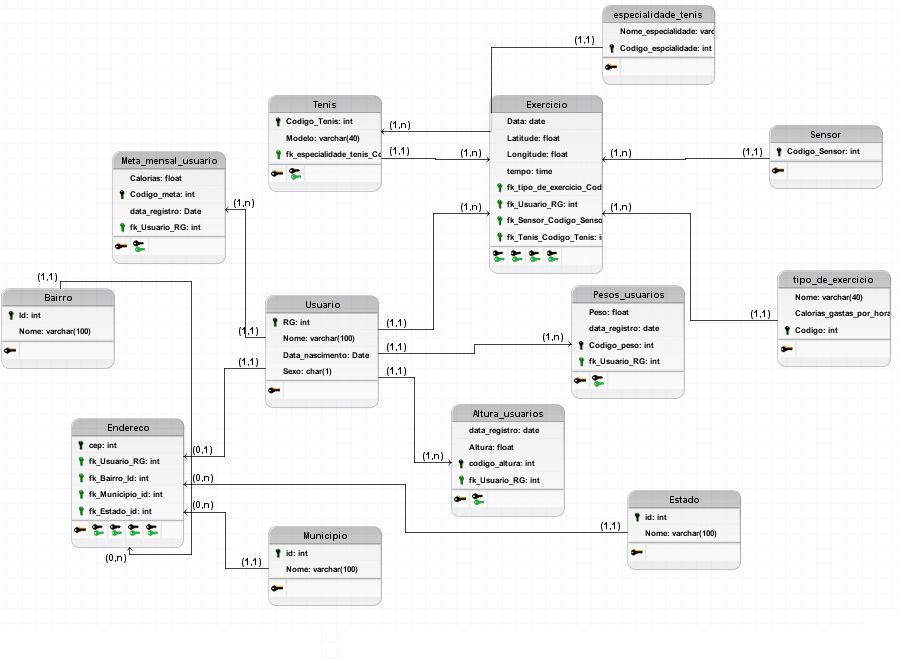 especialidade_tenis
Nome_especialidade: varc
Codigo_espcialidade: int
(1,1)
Tenis
Codigo_Tenis: int
Modelo: varchar(40)
fk_especialidade_tenis_Co
(1,n)
(1,1)
(1,n)
Exercicio
Data: date
Latitude: float
Longitude: float
tempo: time
fk_tipo_de_exercicio_Cod
fk_Usuario_RG: int
fk_Sensor_Codigo_Senso
fk_Tenis_Codigo_Tenis: i
(1,n)
(1,1)
Sensor
Codigo_Sensor: int
Meta_mensal_usuario
Calorias: float
Codigo_meta: int
data_registro: Date
fk_Usuario_RG: int
(1,n)
(1,n)
(1,n)
(1,1)
Bairro
Id: int
Nome: varchar(100)
Usuario
RG: int
Nome: varchar(100)
Data_nascimento: Date
Sexo: char(1)
(1,1)
(1,1)
(1,1)
(1,1)
(1,1)
(1,n)
Pesos_usuarios
Peso: float
data_registro: date
Codigo_peso: int
fk_Usuario_RG: int
tipo_de_exercicio
Nome: varchar(40)
Calorias_gastas_por_hora
Codigo: int
(1,1)
Altura_usuarios
data_registro: date
Altura: float
codigo_altura: int
fk_Usuario_RG: int
(1,n)
Endereco
cep: int
fk_Usuario_RG: int
fk_Bairro_Id: int
fk_Municipio_id: int
fk_Estado_id: int
(0,1)
(0,n)
(0,n)
(0,n)
Municipio
id: int
Nome: varchar(100)
(1,1)
Estado
id: int
Nome: varchar(100)
(1,1)